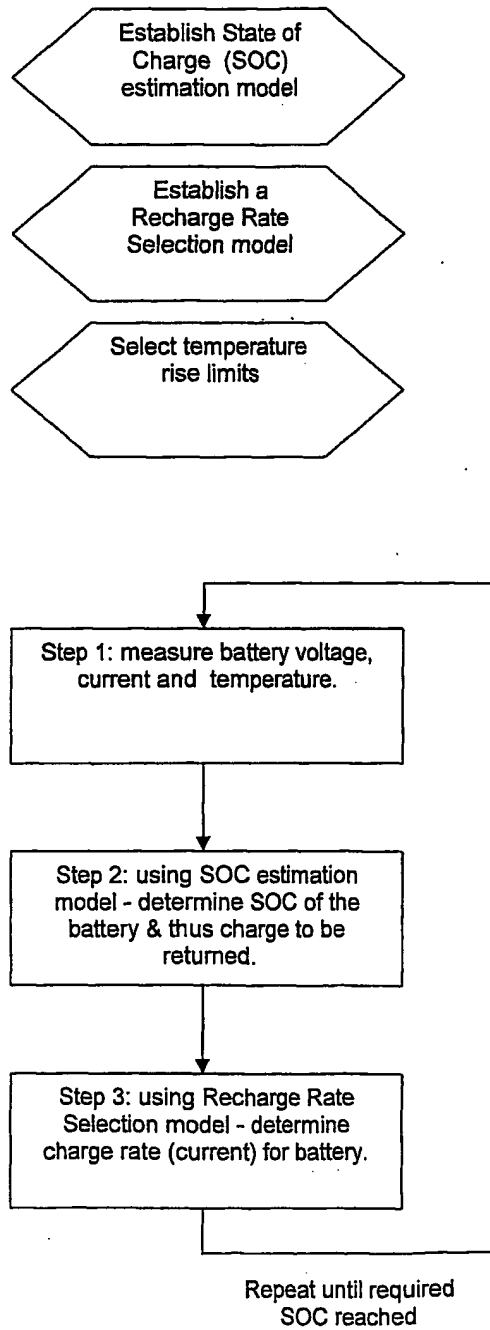 Establish State of
Charge (SOC)
estimation model
Establish a
Recharge Rate
Selection model
Select temperature
rise limits
Step 1: measure battery voltage,
current and temperature.
Step 2: using SOC estimation
model - determine SOC of the
battery & thus charge to be
returned.
Step 3: using Recharge Rate
Selection model - determine
charge rate (current) for battery.
Repeat until required
SOC reached